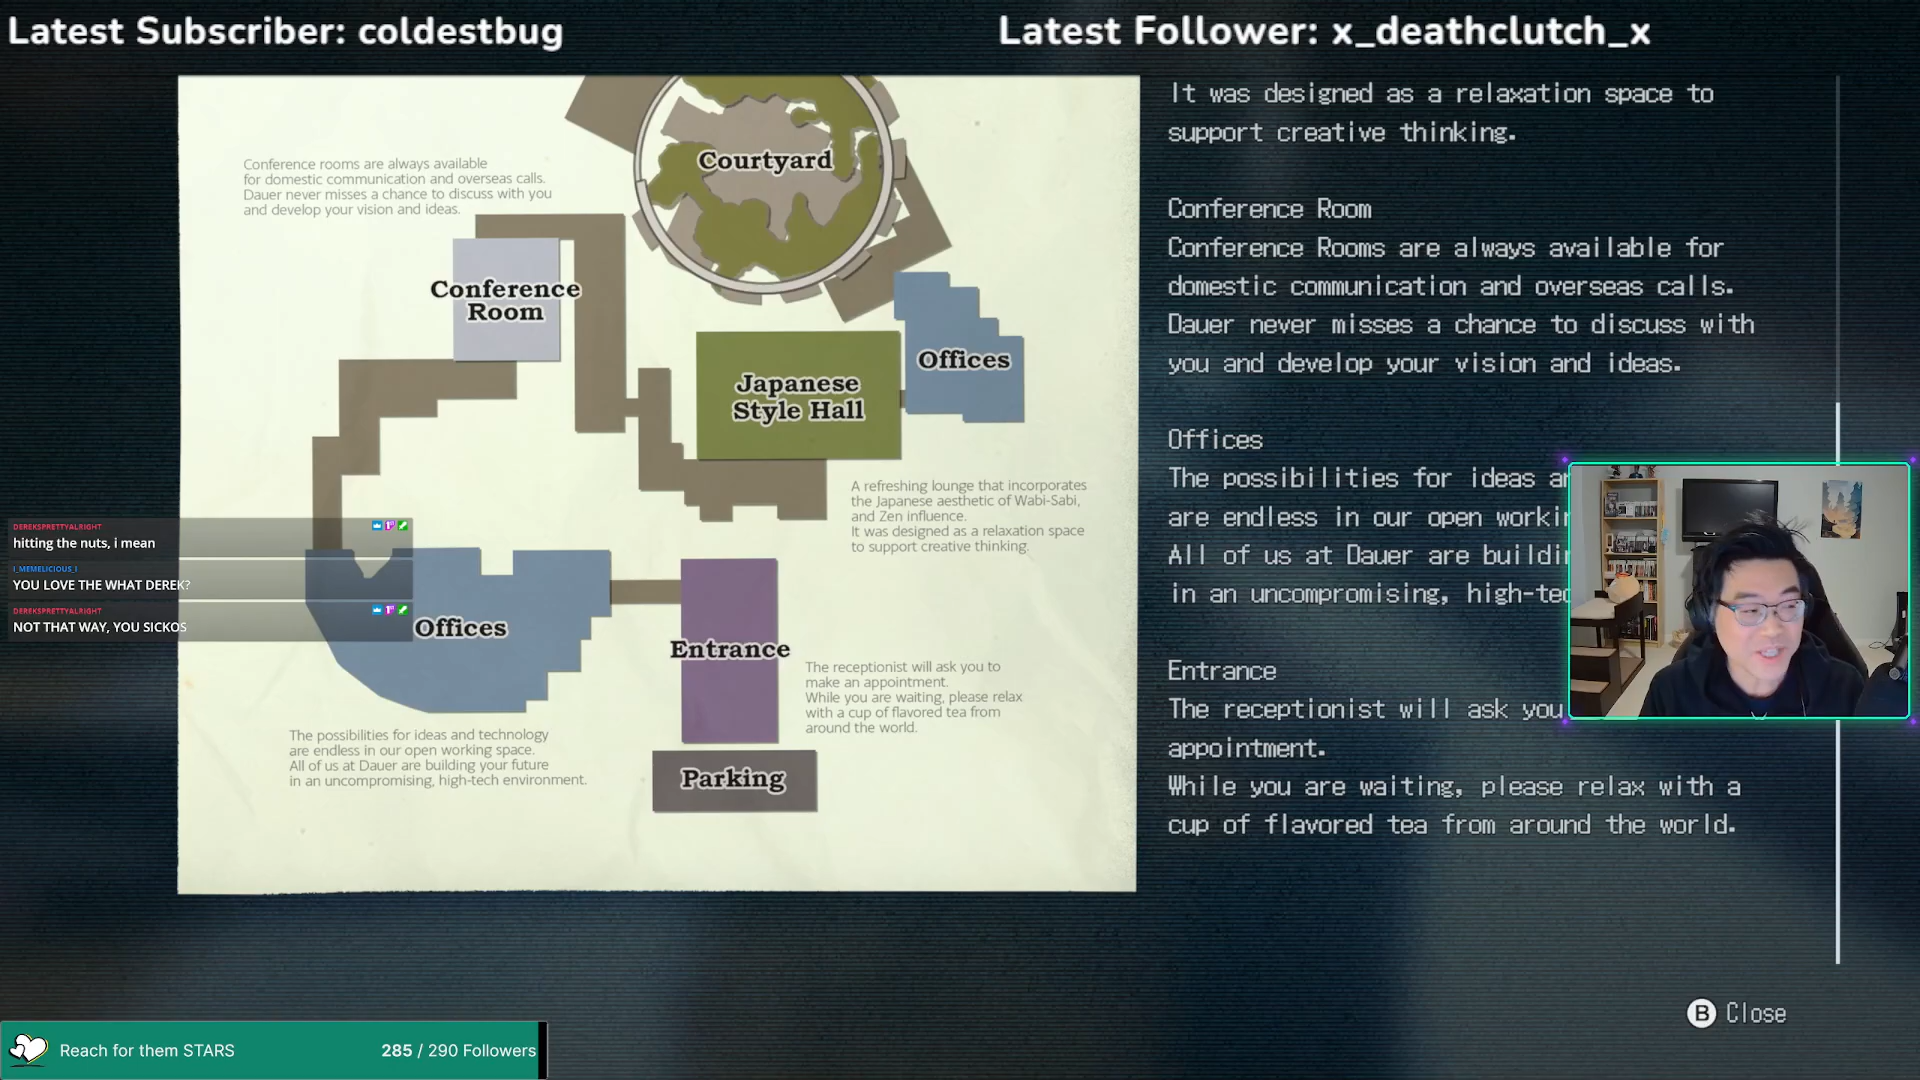 Latest Subscriber: coldestbug
Latest Follower: x_deathclutch_x
Courtyard
Conference rooms are always available
for domestic communication and overseas calls.
Dauer never misses a chance to discuss with you
and develop your vision and ideas.
Conference
Room
Offices
Japanese
Style Hall
A refreshing lounge that incorporates
the Japanese aesthetic of Wabi-Sabi,
and Zen influence.
It was designed as a relaxation space
to support creative thinking.
DEREKSPRETTYALRIGHT
hitting the nuts, i mean
I_MEMELICIOUS_I
YOU LOVE THE WHAT DEREK?
DEREKSPRETTYALRIGHT
NOT THAT WAY, YOU SICKOS
Offices
Entrance
The receptionist will ask you to
make an appointment.
While you are waiting, please relax
with a cup of flavored tea from
around the world.
The possibilities for ideas and technology
are endless in our open working space.
All of us at Dauer are building your future
in an uncompromising, high-tech environment.
Parking
It was designed as a relaxation space to
support creative thinking.
Conference Room
Conference Rooms are always available for
domestic communication and overseas calls.
Dauer never misses a chance to discuss with
you and develop your vision and ideas.
Offices
The possibilities for ideas
are endless in our open
All of us at Dauer are
in an uncompromising,
Entrance
The receptionist will ask you
appointment.
While you are waiting, please relax with a
cup of flavored tea from around the world.
B Close
Reach for them STARS
285 / 290 Followers